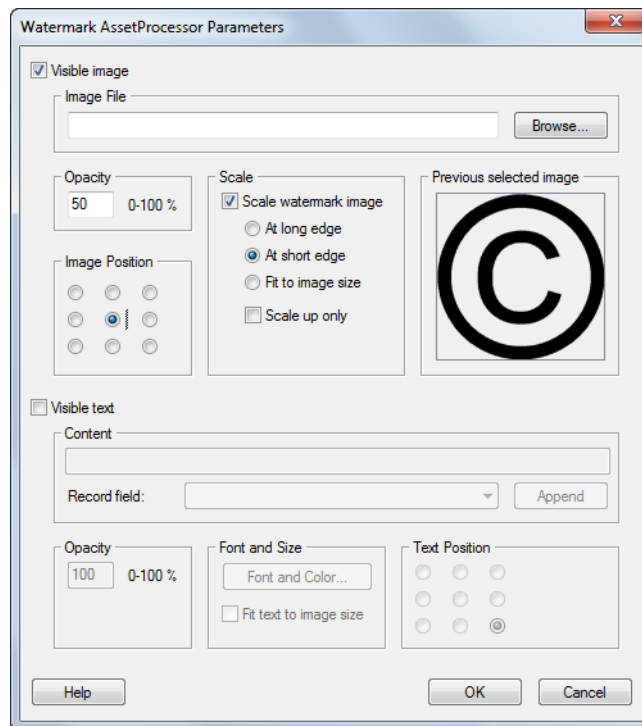 Watermark AssetProcessor Parameters
Visible image
Image File
Browse...
Opacity
50 0-100 %
Scale
Scale watermark image
At long edge
At short edge
Fit to image size
Scale up only
Previous selected image
©
Image Position
Visible text
Content
Record field:
Append
Opacity
100 0-100 %
Font and Size
Font and Color...
Fit text to image size
Text Position
Help
OK
Cancel